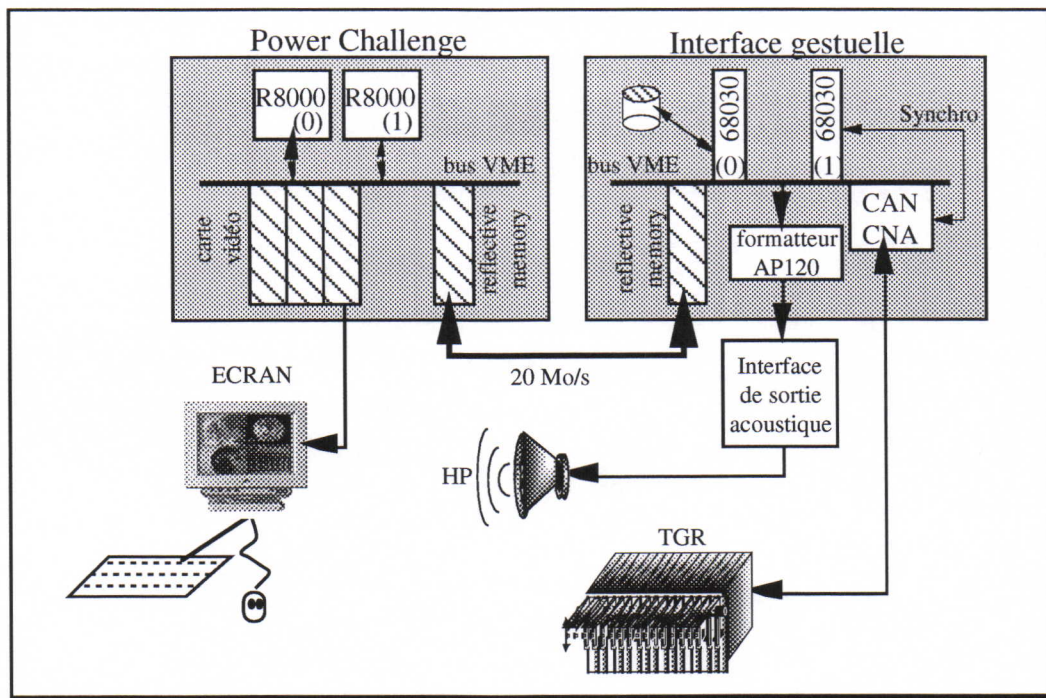 Power Challenge
R8000
(0)
R8000
(1)
bus VME
carte
vidéo
reflective
memory
Interface gestuelle
68030
(0)
68030
(1)
Synchro
bus VME
reflective
memory
formatteur
AP120
CAN
CNA
20 Mo/s
Interface
de sortie
acoustique
ECRAN
HP
TGR